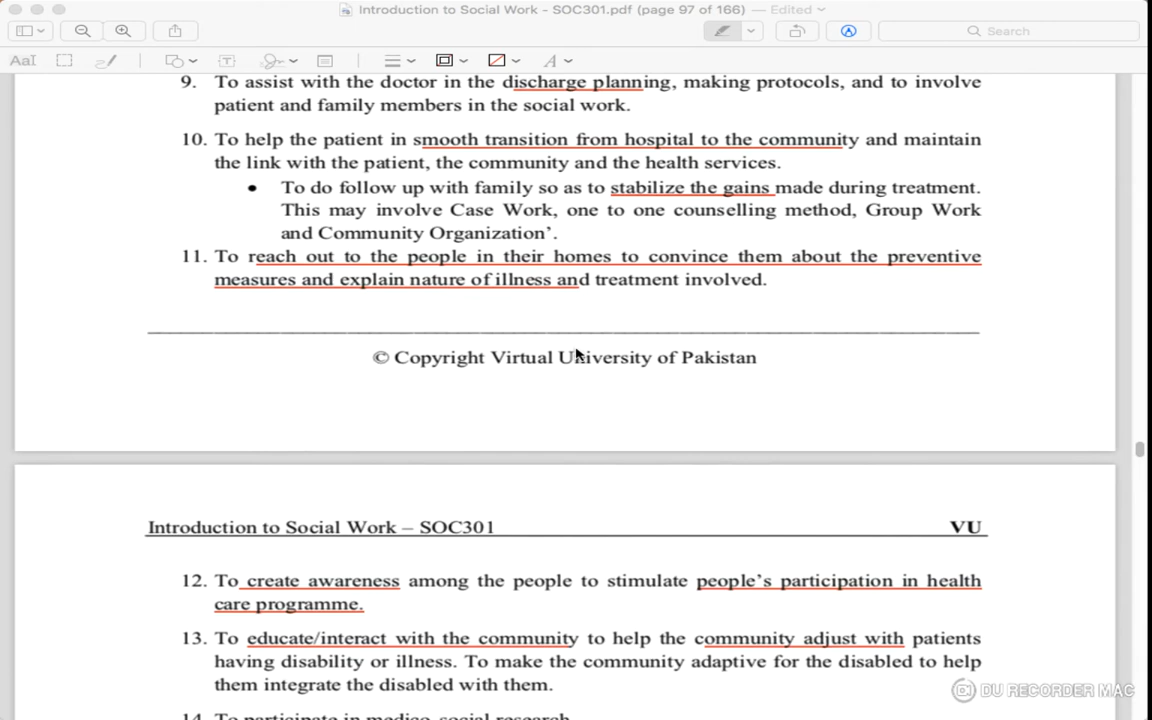 Introduction to Social Work - SOC301.pdf (page 97 of 166) — Edited
Search
AaI T A
9. To assist with the doctor in the discharge planning, making protocols, and to involve
patient and family members in the social work.
10. To help the patient in smooth transition from hospital to the community and maintain
the link with the patient, the community and the health services.
• To do follow up with family so as to stabilize the gains made during treatment.
This may involve Case Work, one to one counselling method, Group Work
and Community Organization’.
11. To reach out to the people in their homes to convince them about the preventive
measures and explain nature of illness and treatment involved.
© Copyright Virtual University of Pakistan
Introduction to Social Work – SOC301 VU
12. To create awareness among the people to stimulate people’s participation in health
care programme.
13. To educate/interact with the community to help the community adjust with patients
having disability or illness. To make the community adaptive for the disabled to help
them integrate the disabled with them.
DU RECORDER MAC
14. To participate in medico-social research.